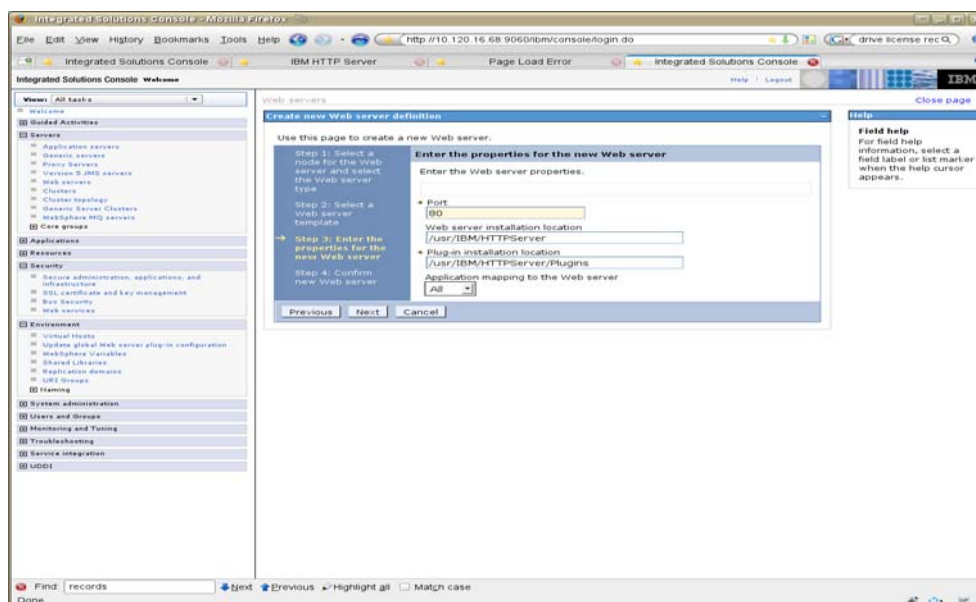 Integrated Solutions Console - Mozilla Firefox
File Edit View History Bookmarks Tools Help
http://10.120.16.68:9060/ibm/console/login.do
drive license rec
Integrated Solutions Console
IBM HTTP Server
Page Load Error
Integrated Solutions Console
Integrated Solutions Console Welcome
Help | Logout
IBM
View: All tasks
Welcome
Guided Activities
Servers
Application servers
Generic servers
Proxy Servers
Version 5 JMS servers
Web servers
Clusters
Cluster topology
Generic Server Clusters
WebSphere MQ servers
Core groups
Applications
Resources
Security
Secure administration, applications, and infrastructure
SSL certificate and key management
Bus Security
Web services
Environment
Virtual Hosts
Update global Web server plug-in configuration
WebSphere Variables
Shared Libraries
Replication domains
URI Groups
Naming
System administration
Users and Groups
Monitoring and Tuning
Troubleshooting
Service integration
UDDI
Web servers
Close page
Create new Web server definition
Use this page to create a new Web server.
Step 1: Select a
node for the Web
server and select
the Web server
type
Step 2: Select a
Web server
template
Step 3: Enter the
properties for the
new Web server
Step 4: Confirm
new Web server
Enter the properties for the new Web server
Enter the Web server properties.
* Port
80
Web server installation location
/usr/IBM/HTTPServer
* Plug-in installation location
/usr/IBM/HTTPServer/Plugins
Application mapping to the Web server
All
Previous Next Cancel
Help
Field help
For field help
information, select a
field label or list marker
when the help cursor
appears.
Find: records Next Previous Highlight all Match case
Done